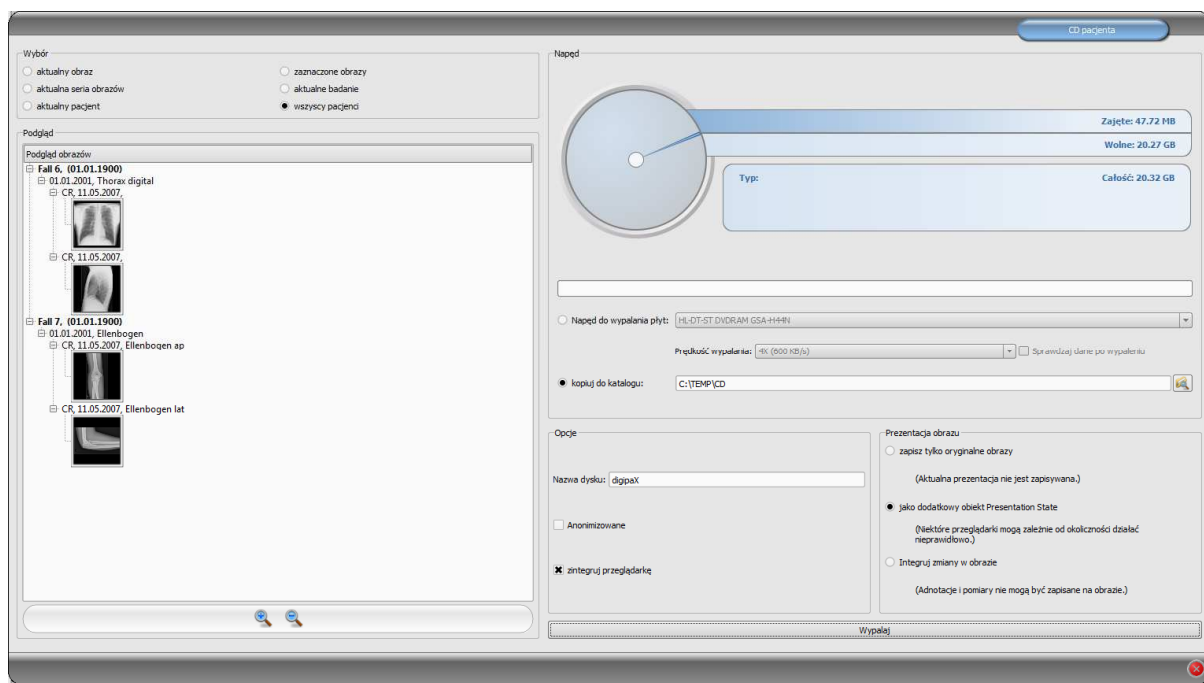 CD pacjenta
Wybór
aktualny obraz
zaznaczone obrazy
aktualna seria obrazów
aktualne badanie
aktualny pacjent
wszyscy pacjenci
Podgląd
Podgląd obrazów
Fall 6, (01.01.1900)
01.01.2001, Thorax digital
CR, 11.05.2007,
CR, 11.05.2007,
Fall 7, (01.01.1900)
01.01.2001, Ellenbogen
CR, 11.05.2007, Ellenbogen ap
CR, 11.05.2007, Ellenbogen lat
Napęd
Zajęte: 47.72 MB
Wolne: 20.27 GB
Typ: Całość: 20.32 GB
Napęd do wypalania płyt: HL-DT-ST DVDRAM GSA-H44N
Prędkość wypalania: 4X (600 KB/s) Sprawdzaj dane po wypaleniu
kopiuj do katalogu: C:\TEMP\CD
Opcje
Nazwa dysku: digipaX
Anonimizowane
zintegruj przeglądarkę
Prezentacja obrazu
zapisz tylko oryginalne obrazy
(Aktualna prezentacja nie jest zapisywana.)
jako dodatkowy obiekt Presentation State
(Niektóre przeglądarki mogą zależnie od okoliczności działać
nieprawidłowo.)
Integruj zmiany w obrazie
(Adnotacje i pomiary nie mogą być zapisane na obrazie.)
Wypalaj